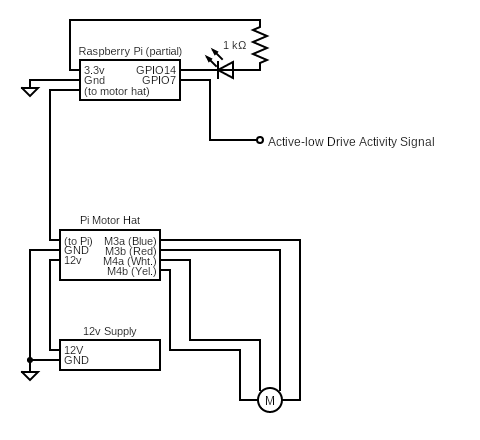 Raspberry Pi (partial)
1 kΩ
3.3v GPIO14
Gnd GPIO7
(to motor hat)
Active-low Drive Activity Signal
Pi Motor Hat
(to Pi) M3a (Blue)
GND M3b (Red)
12v M4a (Wht.)
M4b (Yel.)
12v Supply
12V
GND
M